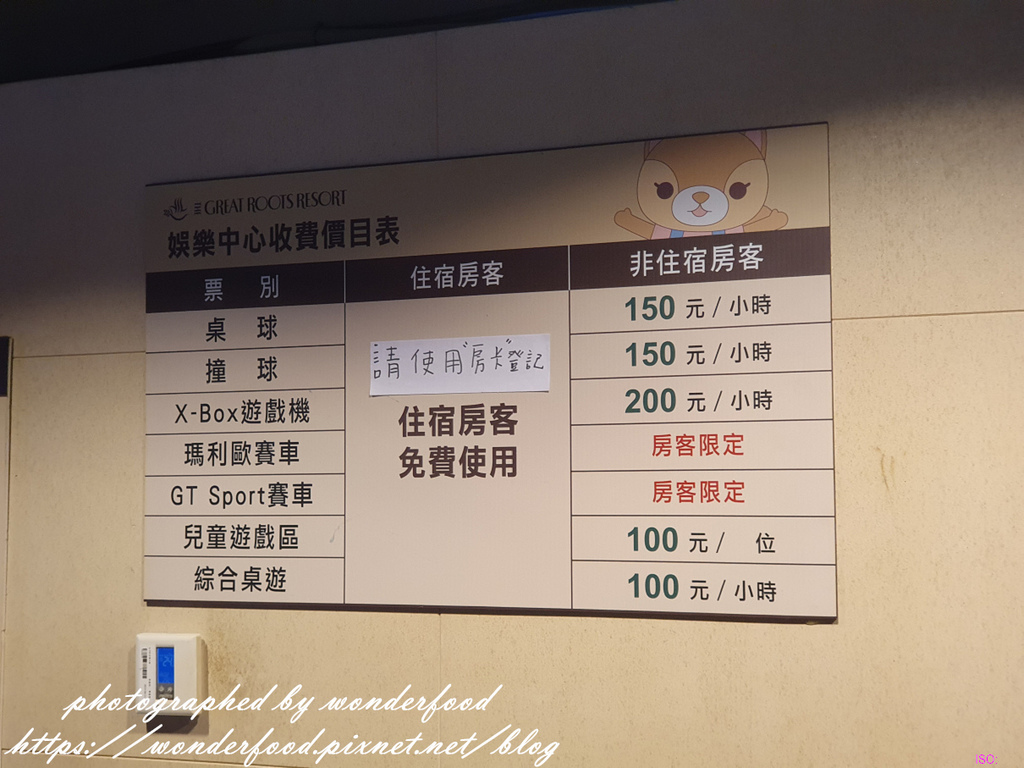 THE GREAT ROOTS RESORT
娛樂中心收費價目表
票 別 住宿房客 非住宿房客
桌 球 150 元 / 小時
撞 球 150 元 / 小時
請使用"房卡"登記
X-Box遊戲機 200 元 / 小時
住宿房客
免費使用
瑪利歐賽車 房客限定
GT Sport賽車 房客限定
兒童遊戲區 100 元 / 位
綜合桌遊 100 元 / 小時
photographed by wonderfood
https://wonderfood.pixnet.net/blog
ISO: